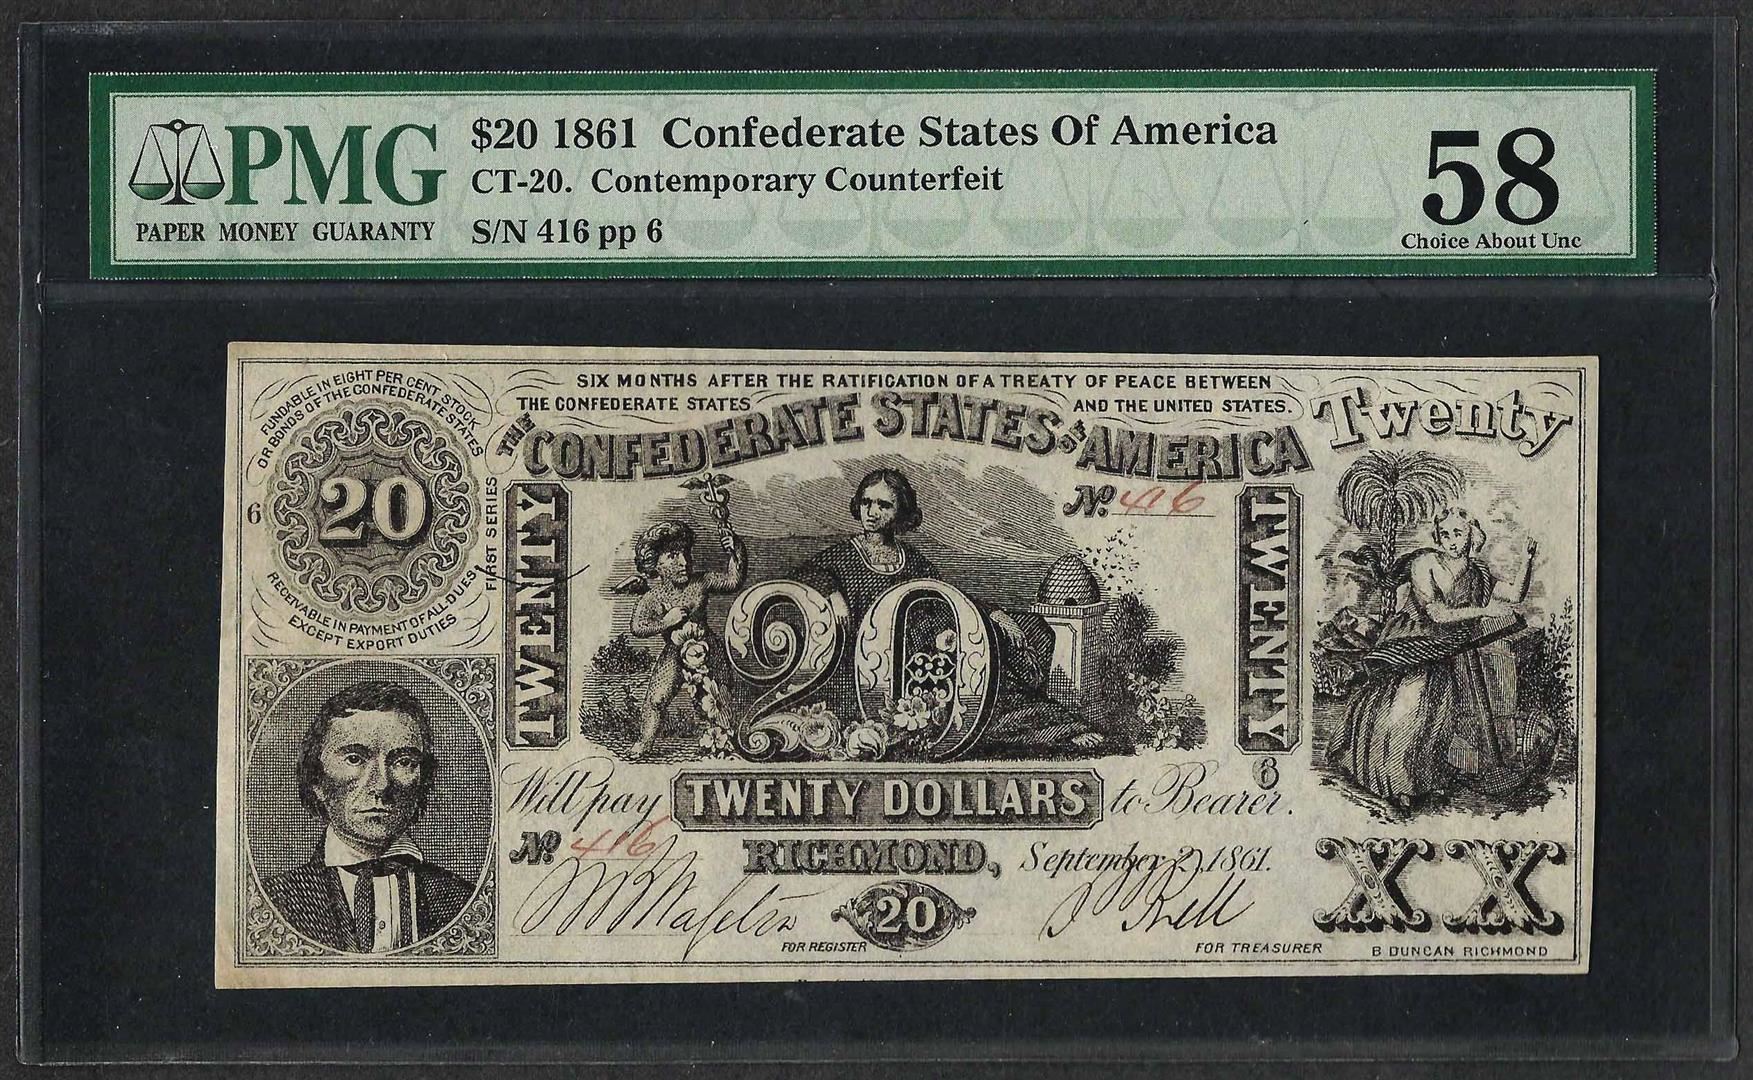 PMG
PAPER MONEY GUARANTY
$20 1861 Confederate States Of America
CT-20. Contemporary Counterfeit
S/N 416 pp 6
58
Choice About Unc
FUNDABLE IN EIGHT PER CENT STOCK
OR BONDS OF THE CONFEDERATE STATES
20
6
RECEIVABLE IN PAYMENT OF ALL DUES
EXCEPT EXPORT DUTIES
FIRST SERIES
SIX MONTHS AFTER THE RATIFICATION OF A TREATY OF PEACE BETWEEN
THE CONFEDERATE STATES AND THE UNITED STATES.
THE CONFEDERATE STATES OF AMERICA
Twenty
No. 416
TWENTY
20
TWENTY
6
Will pay TWENTY DOLLARS to Bearer.
No. 416
RICHMOND, September 2, 1861.
20
XX
FOR REGISTER
FOR TREASURER
B DUNCAN RICHMOND